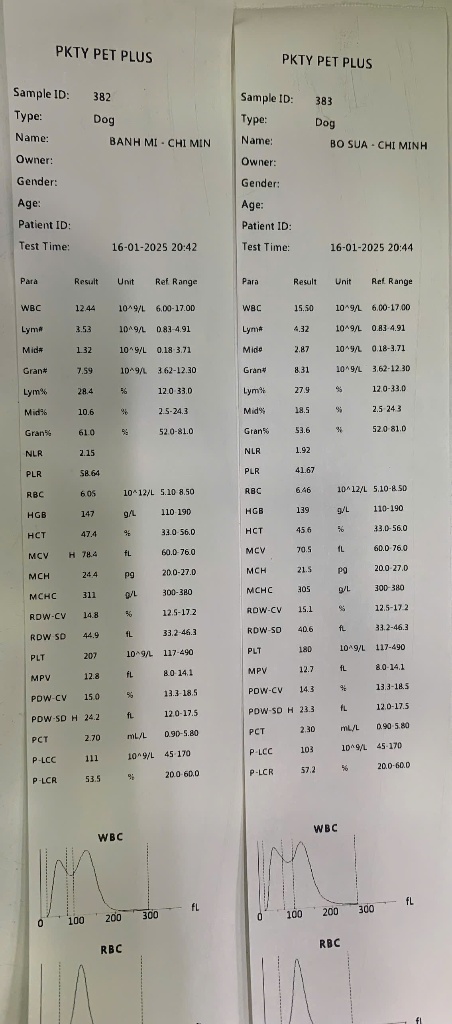 PKTY PET PLUS
Sample ID: 382
Type: Dog
Name: BANH MI - CHI MIN
Owner:
Gender:
Age:
Patient ID:
Test Time: 16-01-2025 20:42
Para Result Unit Ref. Range
WBC 12.44 10^9/L 6.00-17.00
Lym# 3.53 10^9/L 0.83-4.91
Mid# 1.32 10^9/L 0.18-3.71
Gran# 7.59 10^9/L 3.62-12.30
Lym% 28.4 % 12.0-33.0
Mid% 10.6 % 2.5-24.3
Gran% 61.0 % 52.0-81.0
NLR 2.15
PLR 58.64
RBC 6.05 10^12/L 5.10-8.50
HGB 147 g/L 110-190
HCT 47.4 % 33.0-56.0
MCV H 78.4 fL 60.0-76.0
MCH 24.4 pg 20.0-27.0
MCHC 311 g/L 300-380
RDW-CV 14.8 % 12.5-17.2
RDW-SD 44.9 fL 33.2-46.3
PLT 207 10^9/L 117-490
MPV 12.8 fL 8.0-14.1
PDW-CV 15.0 % 13.3-18.5
PDW-SD H 24.2 fL 12.0-17.5
PCT 2.70 mL/L 0.90-5.80
P-LCC 111 10^9/L 45-170
P-LCR 53.5 % 20.0-60.0
WBC
0 100 200 300 fL
RBC
PKTY PET PLUS
Sample ID: 383
Type: Dog
Name: BO SUA - CHI MINH
Owner:
Gender:
Age:
Patient ID:
Test Time: 16-01-2025 20:44
Para Result Unit Ref. Range
WBC 15.50 10^9/L 6.00-17.00
Lym# 4.32 10^9/L 0.83-4.91
Mid# 2.87 10^9/L 0.18-3.71
Gran# 8.31 10^9/L 3.62-12.30
Lym% 27.9 % 12.0-33.0
Mid% 18.5 % 2.5-24.3
Gran% 53.6 % 52.0-81.0
NLR 1.92
PLR 41.67
RBC 6.46 10^12/L 5.10-8.50
HGB 139 g/L 110-190
HCT 45.6 % 33.0-56.0
MCV 70.5 fL 60.0-76.0
MCH 21.5 pg 20.0-27.0
MCHC 305 g/L 300-380
RDW-CV 15.1 % 12.5-17.2
RDW-SD 40.6 fL 33.2-46.3
PLT 180 10^9/L 117-490
MPV 12.7 fL 8.0-14.1
PDW-CV 14.3 % 13.3-18.5
PDW-SD H 23.3 fL 12.0-17.5
PCT 2.30 mL/L 0.90-5.80
P-LCC 103 10^9/L 45-170
P-LCR 57.2 % 20.0-60.0
WBC
0 100 200 300 fL
RBC
fl